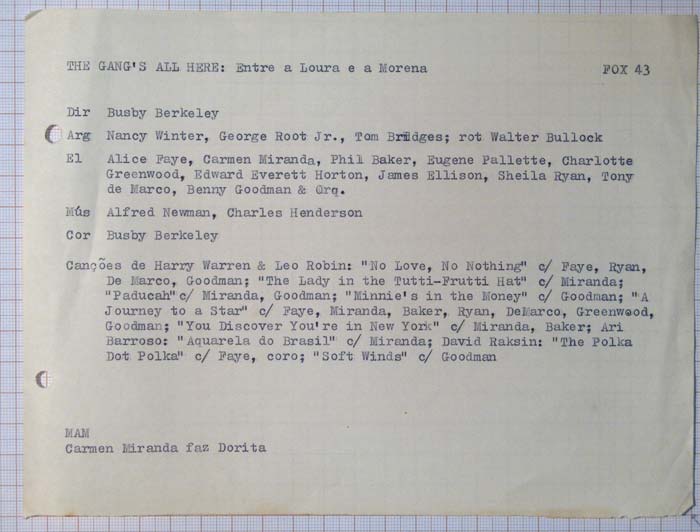 THE GANG'S ALL HERE: Entre a Loura e a Morena FOX 43
Dir Busby Berkeley
Arg Nancy Winter, George Root Jr., Tom Bridges; rot Walter Bullock
El Alice Faye, Carmen Miranda, Phil Baker, Eugene Pallette, Charlotte
Greenwood, Edward Everett Horton, James Ellison, Sheila Ryan, Tony
de Marco, Benny Goodman & Orq.
Mús Alfred Newman, Charles Henderson
Cor Busby Berkeley
Canções de Harry Warren & Leo Robin: "No Love, No Nothing" c/ Faye, Ryan,
De Marco, Goodman; "The Lady in the Tutti-Frutti Hat" c/ Miranda;
"Paducah" c/ Miranda, Goodman; "Minnie's in the Money" c/ Goodman; "A
Journey to a Star" c/ Faye, Miranda, Baker, Ryan, DeMarco, Greenwood,
Goodman; "You Discover You're in New York" c/ Miranda, Baker; Ari
Barroso: "Aquarela do Brasil" c/ Miranda; David Raksin: "The Polka
Dot Polka" c/ Faye, coro; "Soft Winds" c/ Goodman
MAM
Carmen Miranda faz Dorita